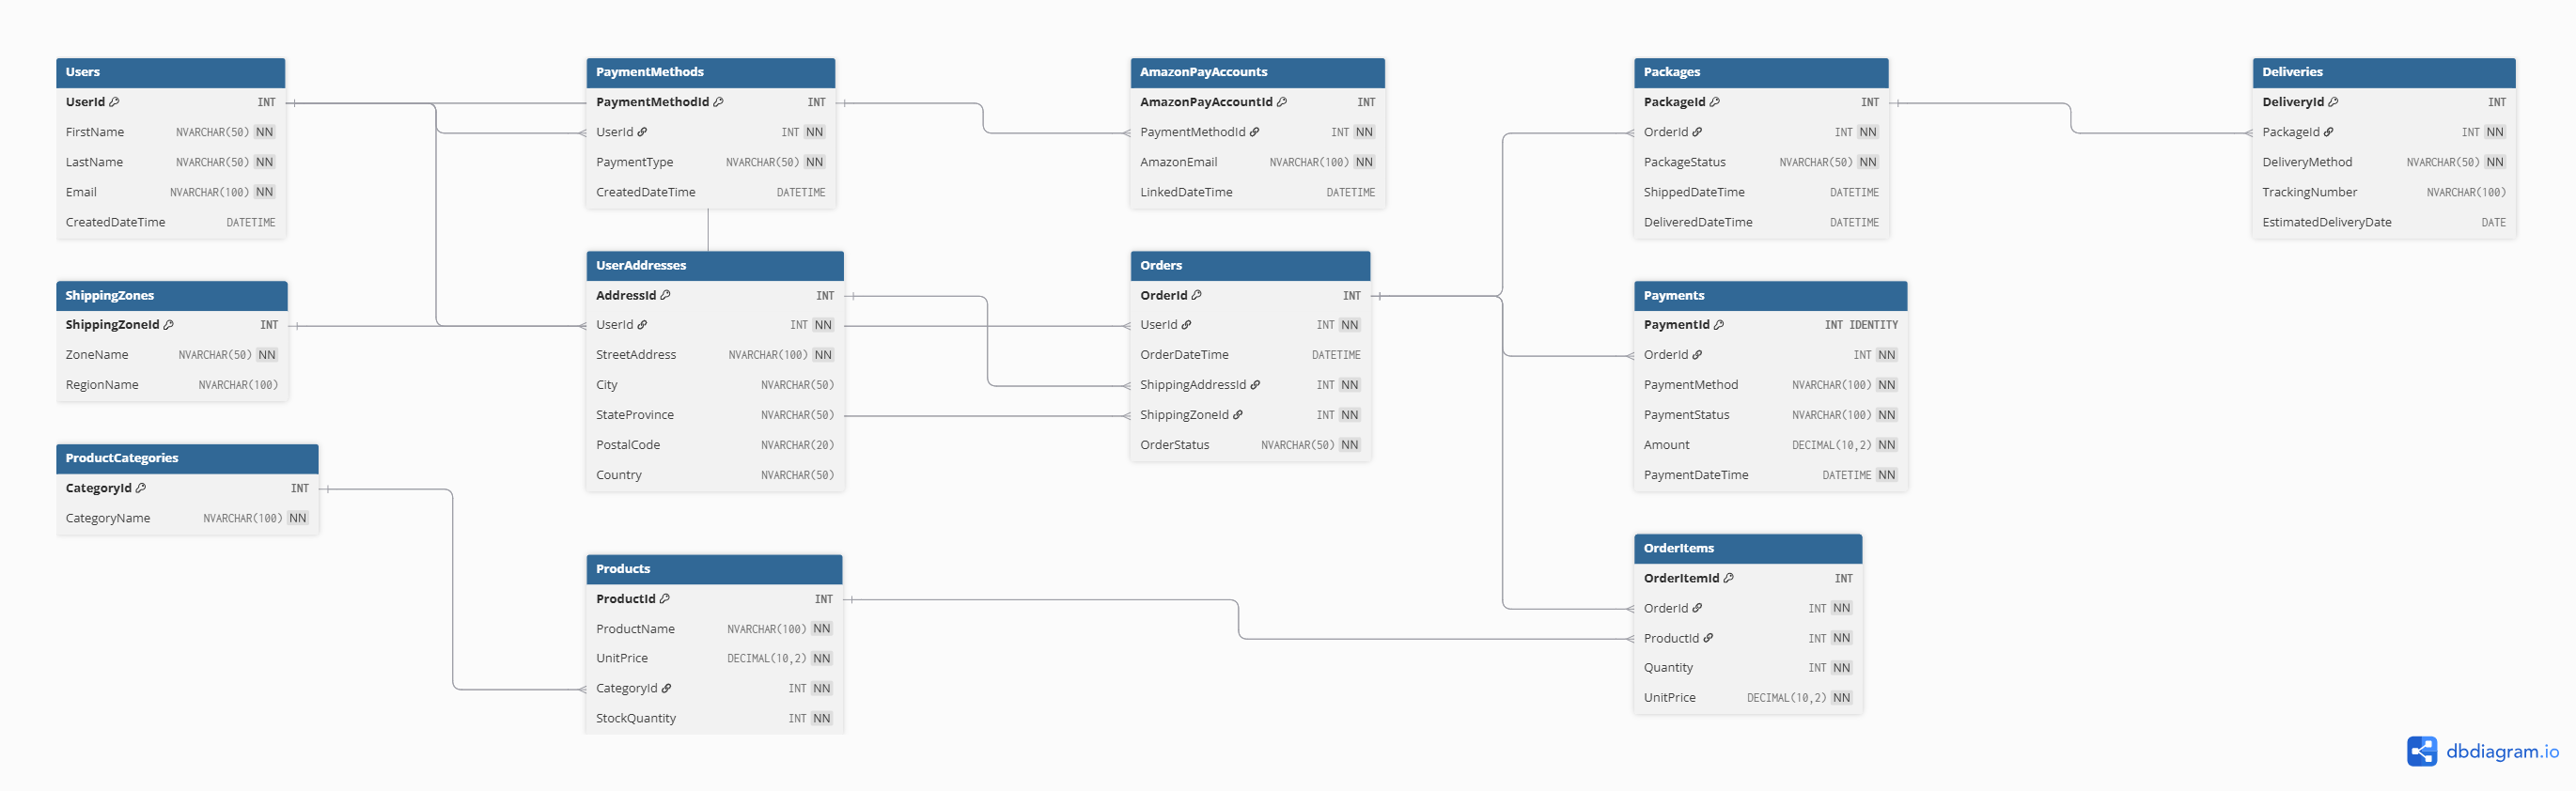 Users
UserId INT
FirstName NVARCHAR(50) NN
LastName NVARCHAR(50) NN
Email NVARCHAR(100) NN
CreatedDateTime DATETIME
ShippingZones
ShippingZoneId INT
ZoneName NVARCHAR(50) NN
RegionName NVARCHAR(100)
ProductCategories
CategoryId INT
CategoryName NVARCHAR(100) NN
PaymentMethods
PaymentMethodId INT
UserId INT NN
PaymentType NVARCHAR(50) NN
CreatedDateTime DATETIME
UserAddresses
AddressId INT
UserId INT NN
StreetAddress NVARCHAR(100) NN
City NVARCHAR(50)
StateProvince NVARCHAR(50)
PostalCode NVARCHAR(20)
Country NVARCHAR(50)
Products
ProductId INT
ProductName NVARCHAR(100) NN
UnitPrice DECIMAL(10,2) NN
CategoryId INT NN
StockQuantity INT NN
AmazonPayAccounts
AmazonPayAccountId INT
PaymentMethodId INT NN
AmazonEmail NVARCHAR(100) NN
LinkedDateTime DATETIME
Orders
OrderId INT
UserId INT NN
OrderDateTime DATETIME
ShippingAddressId INT NN
ShippingZoneId INT NN
OrderStatus NVARCHAR(50) NN
Packages
PackageId INT
OrderId INT NN
PackageStatus NVARCHAR(50) NN
ShippedDateTime DATETIME
DeliveredDateTime DATETIME
Payments
PaymentId INT IDENTITY
OrderId INT NN
PaymentMethod NVARCHAR(100) NN
PaymentStatus NVARCHAR(100) NN
Amount DECIMAL(10,2) NN
PaymentDateTime DATETIME NN
OrderItems
OrderItemId INT
OrderId INT NN
ProductId INT NN
Quantity INT NN
UnitPrice DECIMAL(10,2) NN
Deliveries
DeliveryId INT
PackageId INT NN
DeliveryMethod NVARCHAR(50) NN
TrackingNumber NVARCHAR(100)
EstimatedDeliveryDate DATE
dbdiagram.io